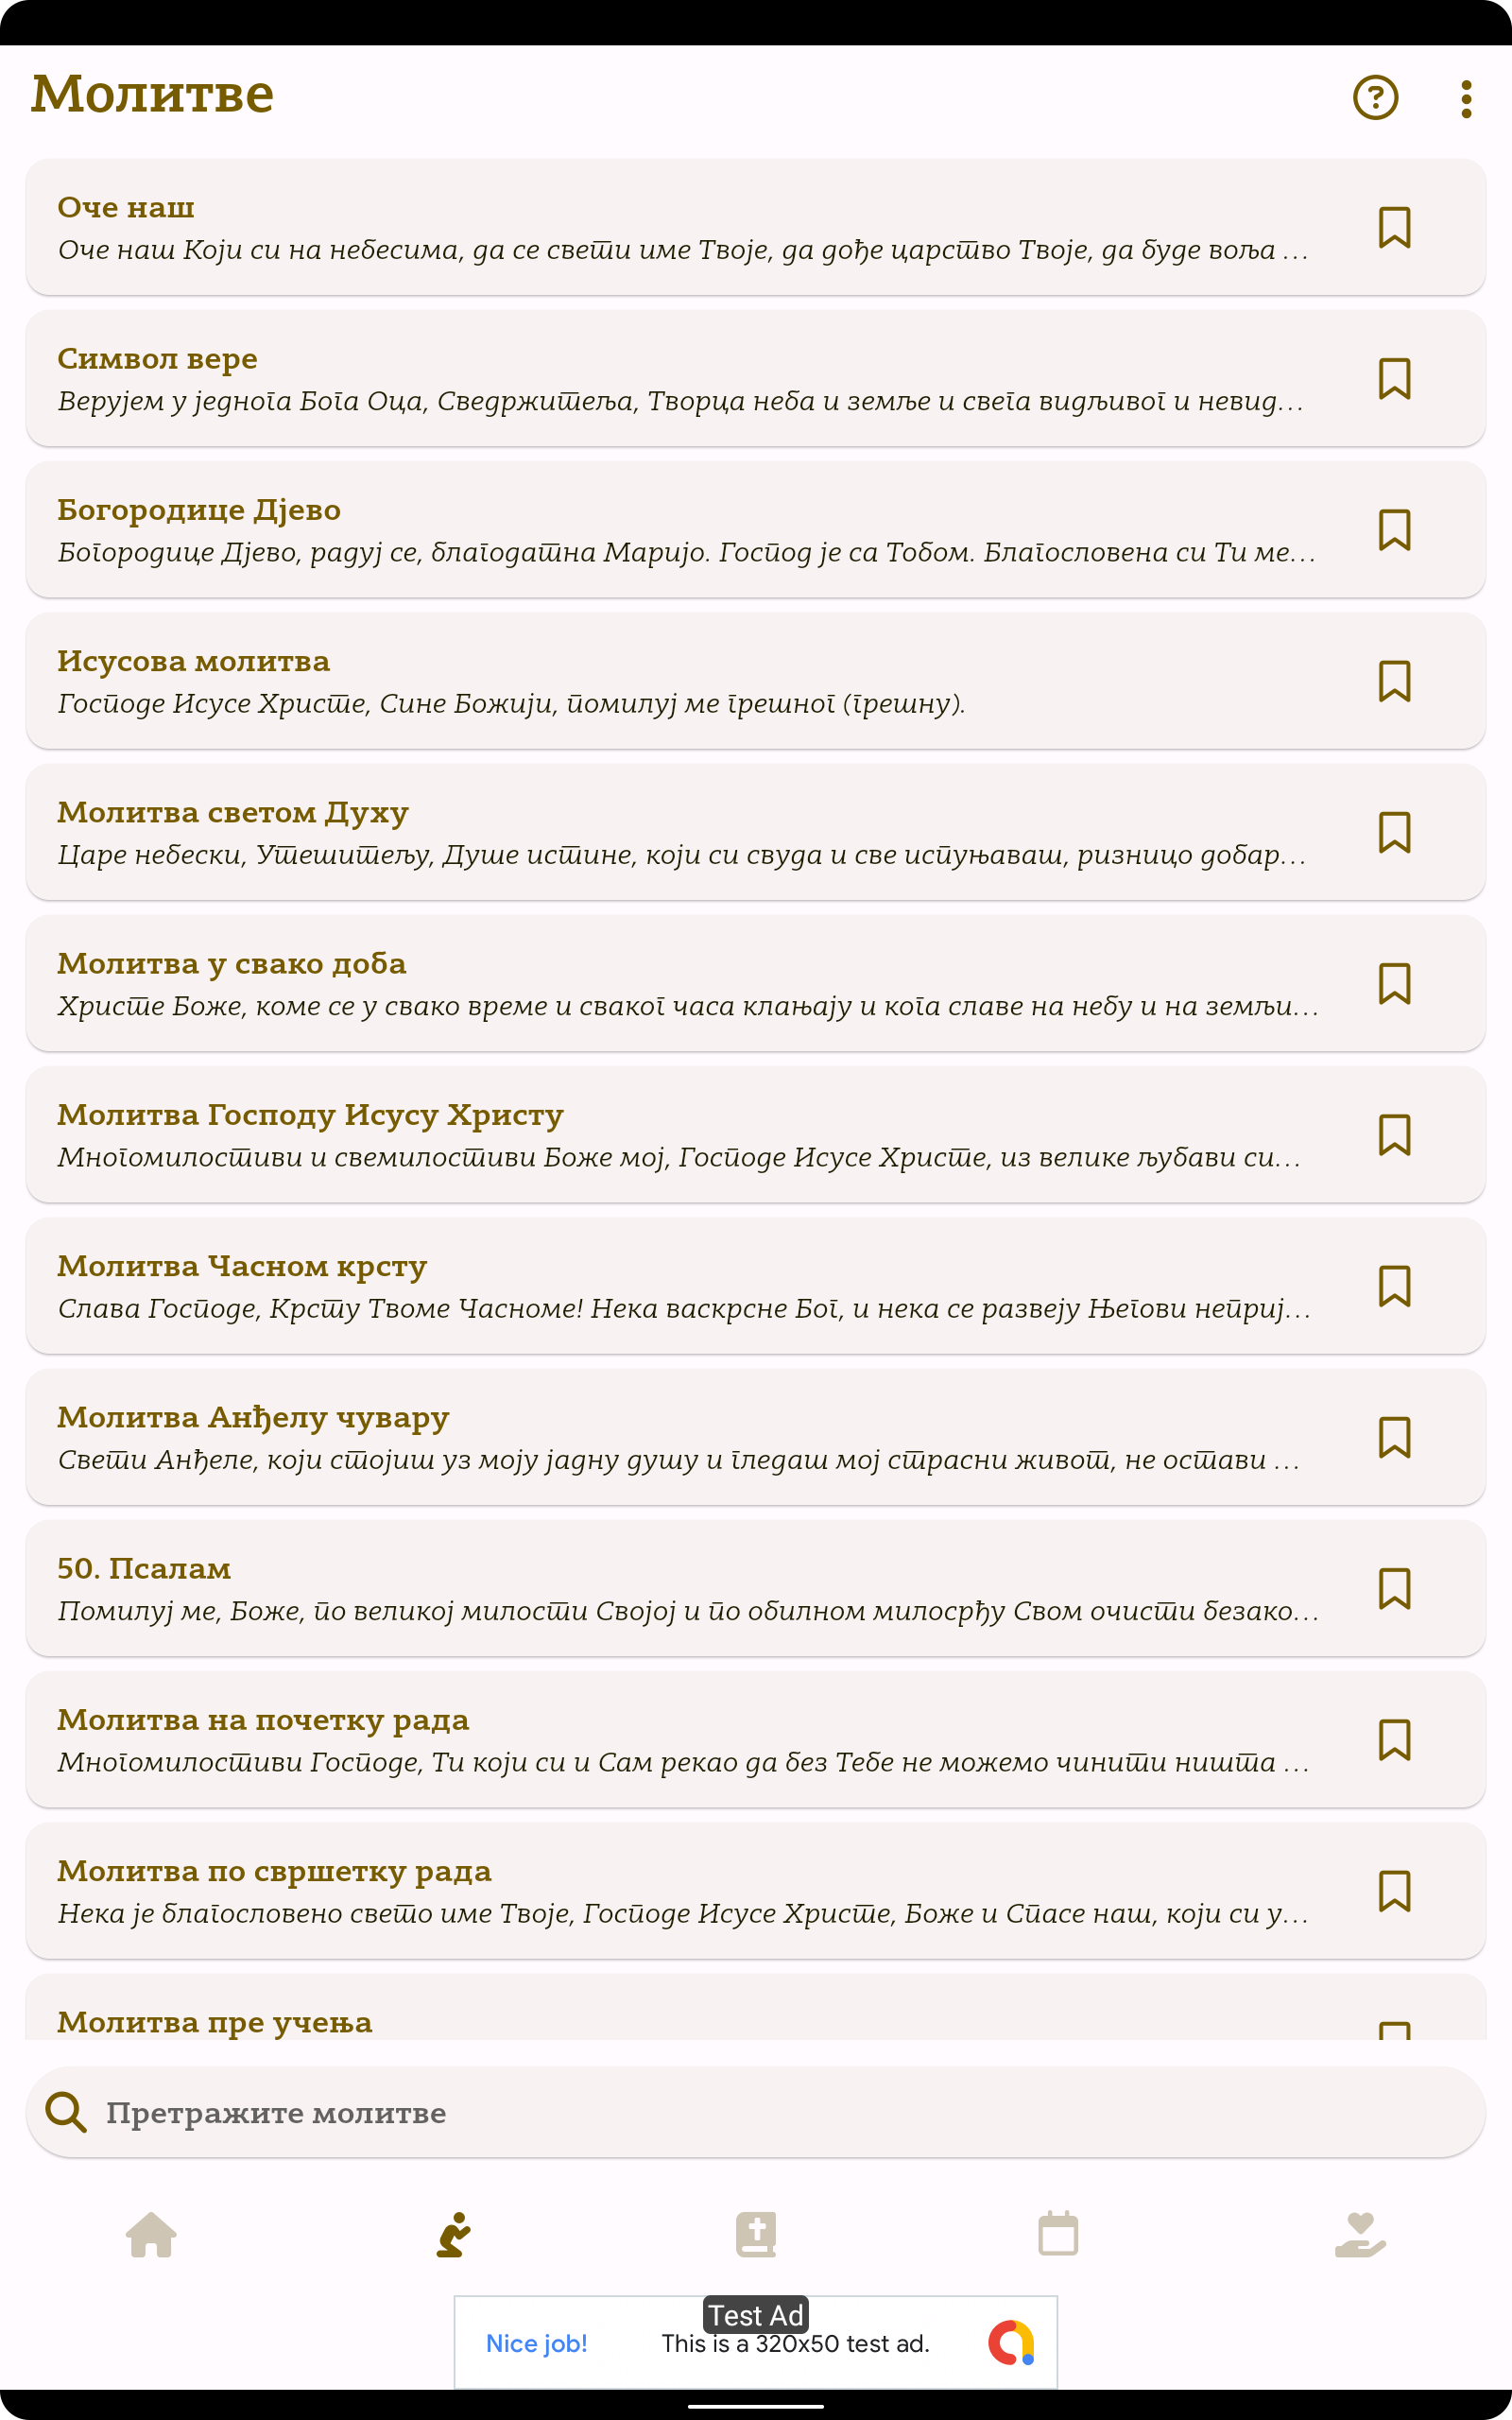 Молитве
Оче наш
Оче наш Који си на небесима, да се свети име Твоје, да дође царство Твоје, да буде воља ...
Символ вере
Верујем у једнога Бога Оца, Сведржитеља, Творца неба и земље и свега видљивог и невид...
Богородице Дјево
Богородице Дјево, радуј се, благодатна Маријо. Господ је са Тобом. Благословена си Ти ме...
Исусова молитва
Господе Исусе Христе, Сине Божији, помилуј ме грешног (грешну).
Молитва светом Духу
Царе небески, Утешитељу, Душе истине, који си свуда и све испуњаваш, ризницо добар...
Молитва у свако доба
Христе Боже, коме се у свако време и сваког часа клањају и кога славе на небу и на земљи...
Молитва Господу Исусу Христу
Многомилостиви и свемилостиви Боже мој, Господе Исусе Христе, из велике љубави си...
Молитва Часном крсту
Слава Господе, Крсту Твоме Часноме! Нека васкрсне Бог, и нека се развеју Његови неприј...
Молитва Анђелу чувару
Свети Анђеле, који стојиш уз моју јадну душу и гледаш мој страсни живот, не остави ...
50. Псалам
Помилуј ме, Боже, по великој милости Својој и по обилном милосрђу Свом очисти безако...
Молитва на почетку рада
Многомилостиви Господе, Ти који си и Сам рекао да без Тебе не можемо чинити ништа ...
Молитва по свршетку рада
Нека је благословено свето име Твоје, Господе Исусе Христе, Боже и Спасе наш, који си у...
Молитва пре учења
Претражите молитве
Test Ad
Nice job! This is a 320x50 test ad.